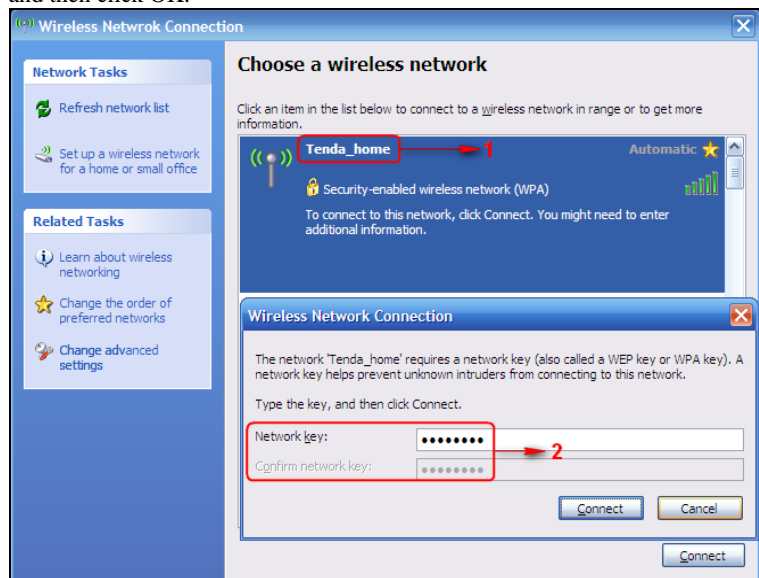 and then click OK.
Wireless Netwrok Connection
Network Tasks
Refresh network list
Set up a wireless network
for a home or small office
Related Tasks
Learn about wireless
networking
Change the order of
preferred networks
Change advanced
settings
Choose a wireless network
Click an item in the list below to connect to a wireless network in range or to get more
information.
Tenda_home
1
Automatic
Security-enabled wireless network (WPA)
To connect to this network, click Connect. You might need to enter
additional information.
Wireless Network Connection
The network 'Tenda_home' requires a network key (also called a WEP key or WPA key). A
network key helps prevent unknown intruders from connecting to this network.
Type the key, and then click Connect.
Network key:
2
Confirm network key:
Connect
Cancel
Connect